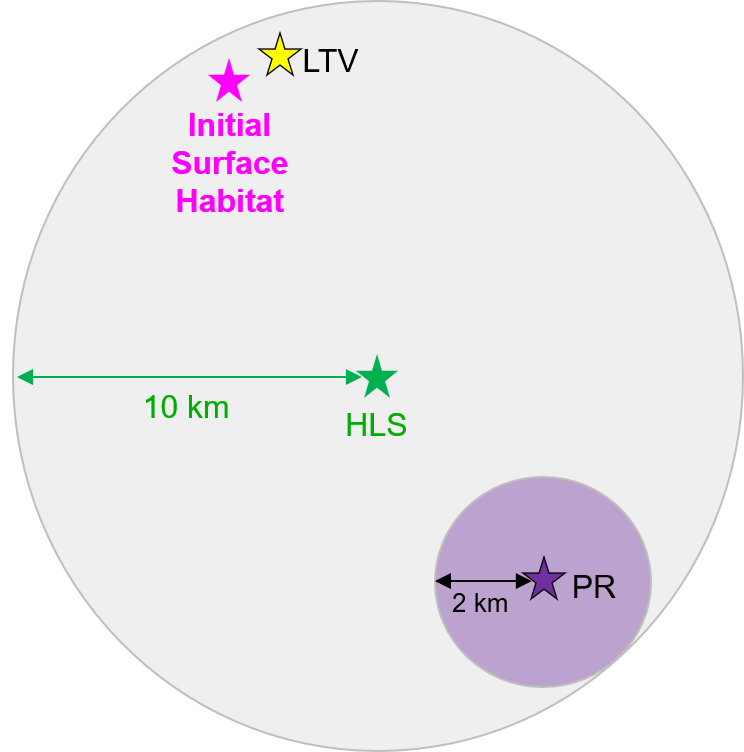 LTV
Initial
Surface
Habitat
10 km
HLS
2 km
PR